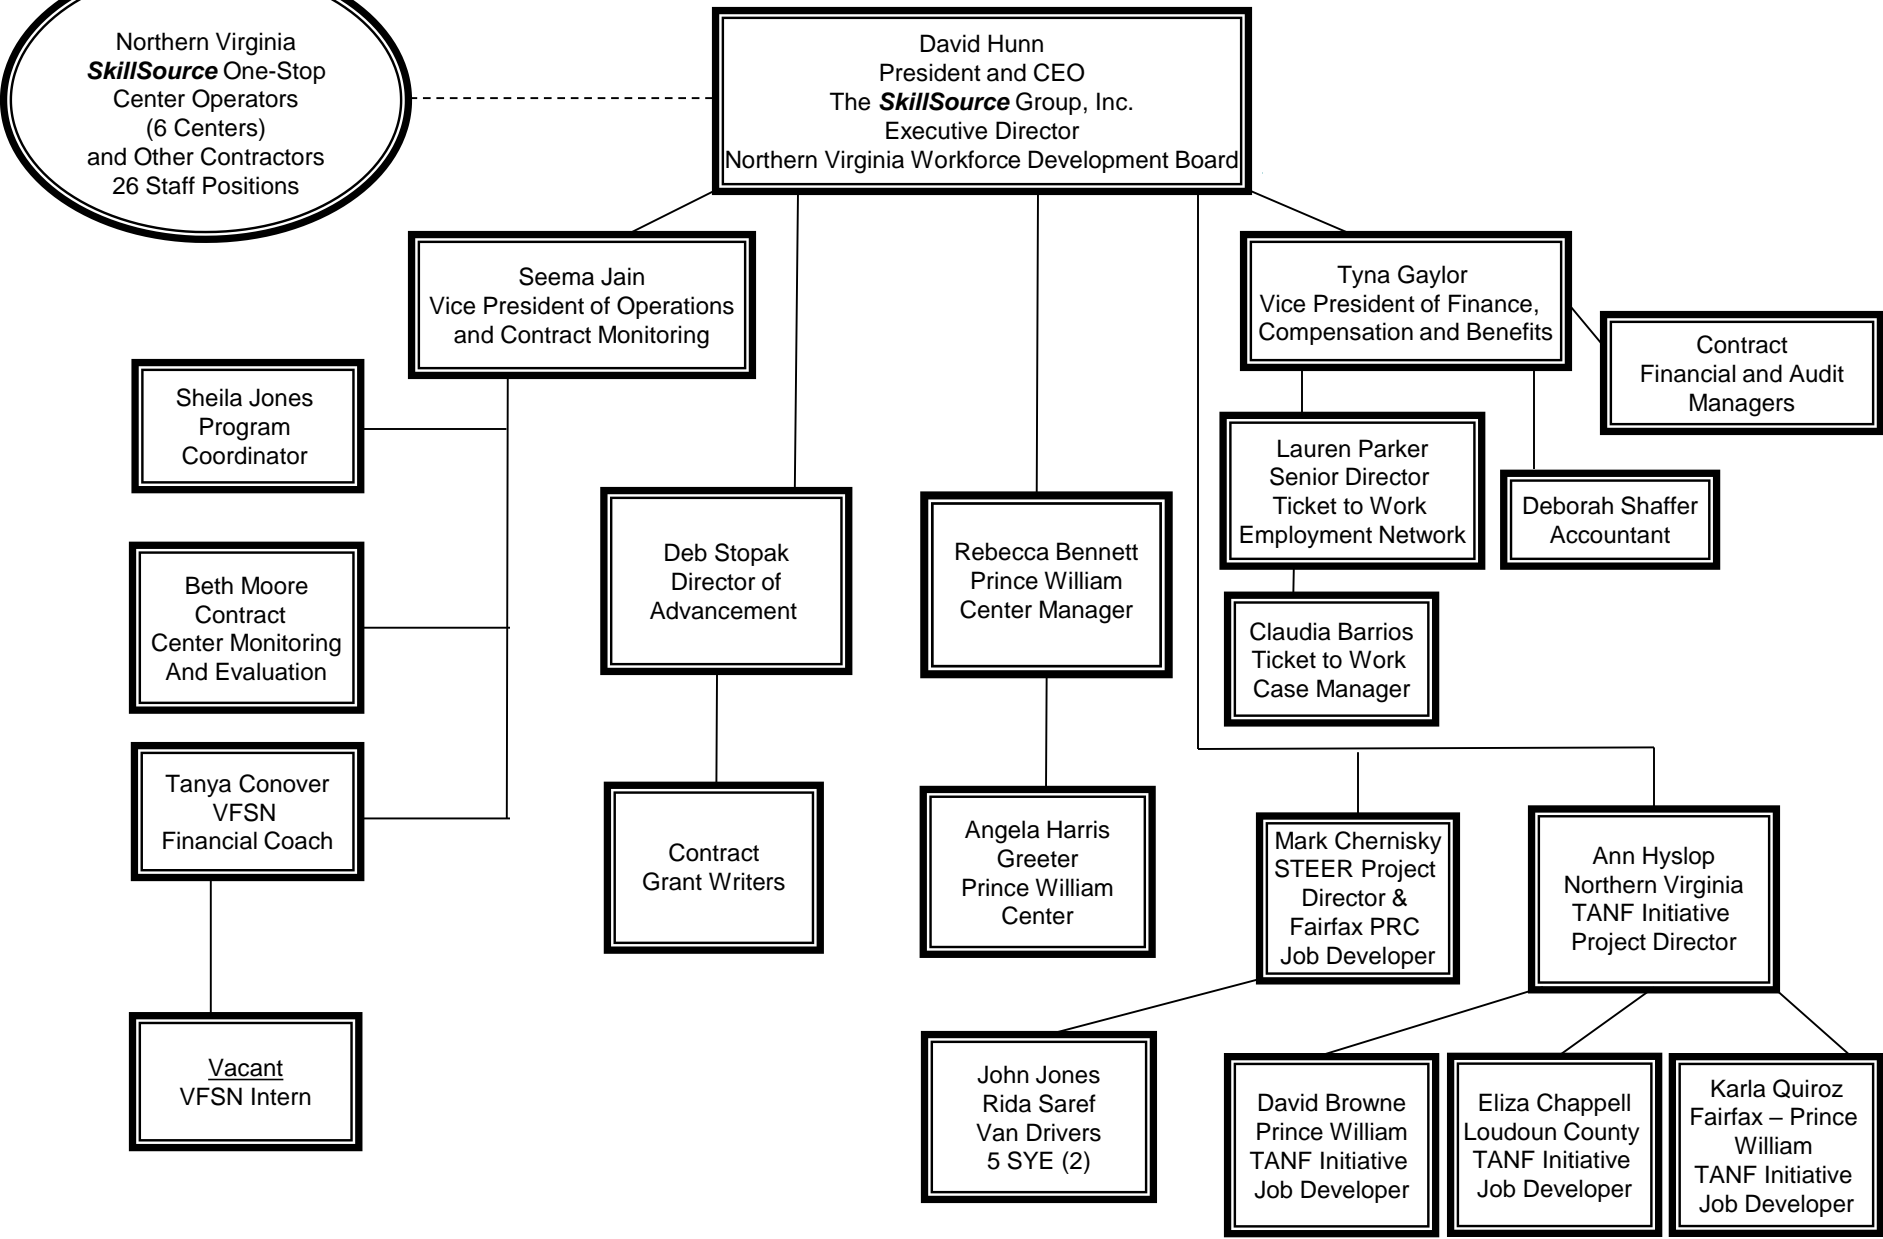 Northern Virginia
SkillSource One-Stop
Center Operators
(6 Centers)
and Other Contractors
26 Staff Positions
David Hunn
President and CEO
The SkillSource Group, Inc.
Executive Director
Northern Virginia Workforce Development Board
Seema Jain
Vice President of Operations
and Contract Monitoring
Tyna Gaylor
Vice President of Finance,
Compensation and Benefits
Contract
Financial and Audit
Managers
Sheila Jones
Program
Coordinator
Lauren Parker
Senior Director
Ticket to Work
Employment Network
Deborah Shaffer
Accountant
Beth Moore
Contract
Center Monitoring
And Evaluation
Deb Stopak
Director of
Advancement
Rebecca Bennett
Prince William
Center Manager
Claudia Barrios
Ticket to Work
Case Manager
Tanya Conover
VFSN
Financial Coach
Contract
Grant Writers
Angela Harris
Greeter
Prince William
Center
Mark Chernisky
STEER Project
Director &
Fairfax PRC
Job Developer
Ann Hyslop
Northern Virginia
TANF Initiative
Project Director
Vacant
VFSN Intern
John Jones
Rida Saref
Van Drivers
5 SYE (2)
David Browne
Prince William
TANF Initiative
Job Developer
Eliza Chappell
Loudoun County
TANF Initiative
Job Developer
Karla Quiroz
Fairfax – Prince
William
TANF Initiative
Job Developer